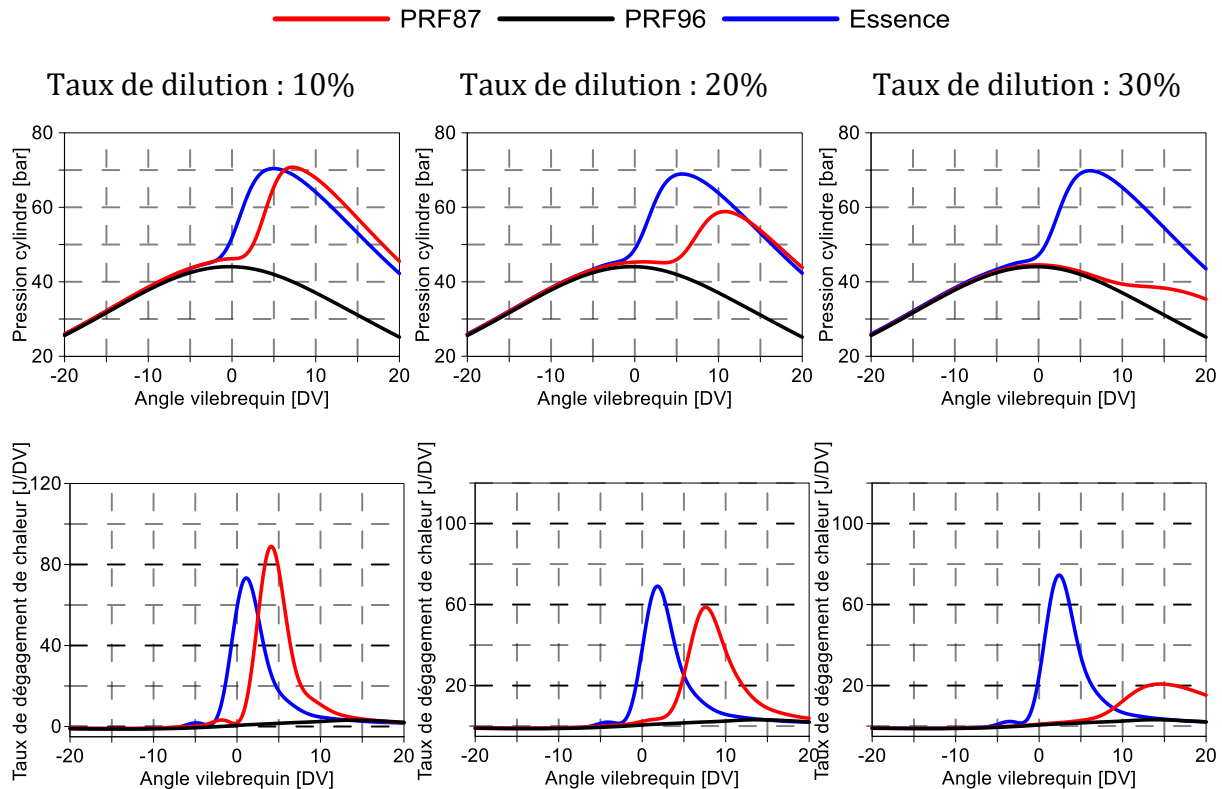 PRF87 PRF96 Essence
Taux de dilution : 10% Taux de dilution : 20% Taux de dilution : 30%
Pression cylindre [bar]
80
60
40
20
-20 -10 0 10 20
Angle vilebrequin [DV]
Pression cylindre [bar]
80
60
40
20
-20 -10 0 10 20
Angle vilebrequin [DV]
Pression cylindre [bar]
80
60
40
20
-20 -10 0 10 20
Angle vilebrequin [DV]
Taux de dégagement de chaleur [J/DV]
120
80
40
0
-20 -10 0 10 20
Angle vilebrequin [DV]
Taux de dégagement de chaleur [J/DV]
100
60
20
-20 -10 0 10 20
Angle vilebrequin [DV]
Taux de dégagement de chaleur [J/DV]
100
60
20
-20 -10 0 10 20
Angle vilebrequin [DV]